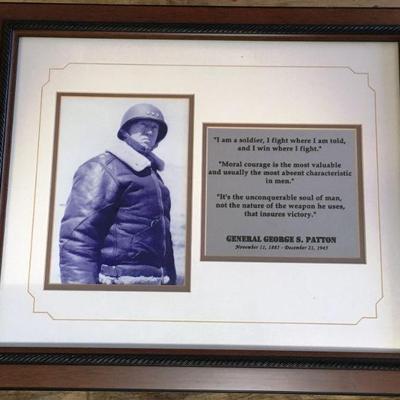 "I am a soldier, I fight where I am told,
and I win where I fight."
"Moral courage is the most valuable
and usually the most absent characteristic
in men."
"It's the unconquerable soul of man,
not the nature of the weapon he uses,
that insures victory."
GENERAL GEORGE S. PATTON
November 11, 1885 - December 21, 1945